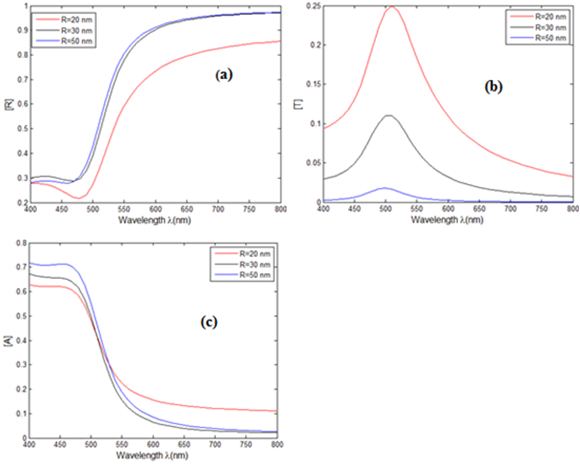 R=20 nm
R=30 nm
R=50 nm
(a)
[R]
1
0.9
0.8
0.7
0.6
0.5
0.4
0.3
0.2
400 450 500 550 600 650 700 750 800
Wavelength λ.(nm)
R=20 nm
R=30 nm
R=50 nm
(b)
[T]
0.25
0.2
0.15
0.1
0.05
0
400 450 500 550 600 650 700 750 800
Wavelength λ.(nm)
R=20 nm
R=30 nm
R=50 nm
(c)
[A]
0.8
0.7
0.6
0.5
0.4
0.3
0.2
0.1
0
400 450 500 550 600 650 700 750 800
Wavelength λ.(nm)